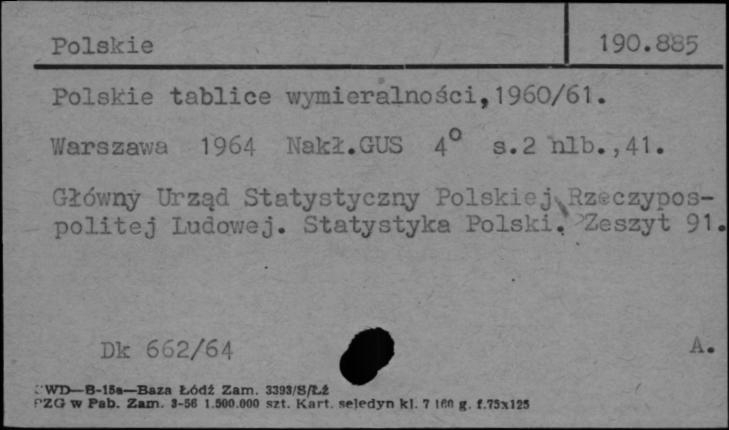 Polskie 190.885
Polskie tablice wymieralności,1960/61.
Warszawa 1964 Nakł.GUS 4° s.2 nlb.,41.
Główny Urząd Statystyczny Polskiej Rzeczypos-
politej Ludowej. Statystyka Polski. Zeszyt 91.
Dk 662/64 A.
WD—B-15a—Baza Łódź Zam. 3393/S/Łż
PZG w Pab. Zam. 3-56 1.500.000 szt. Kart. seledyn kl. 7 160 g. f.75x125